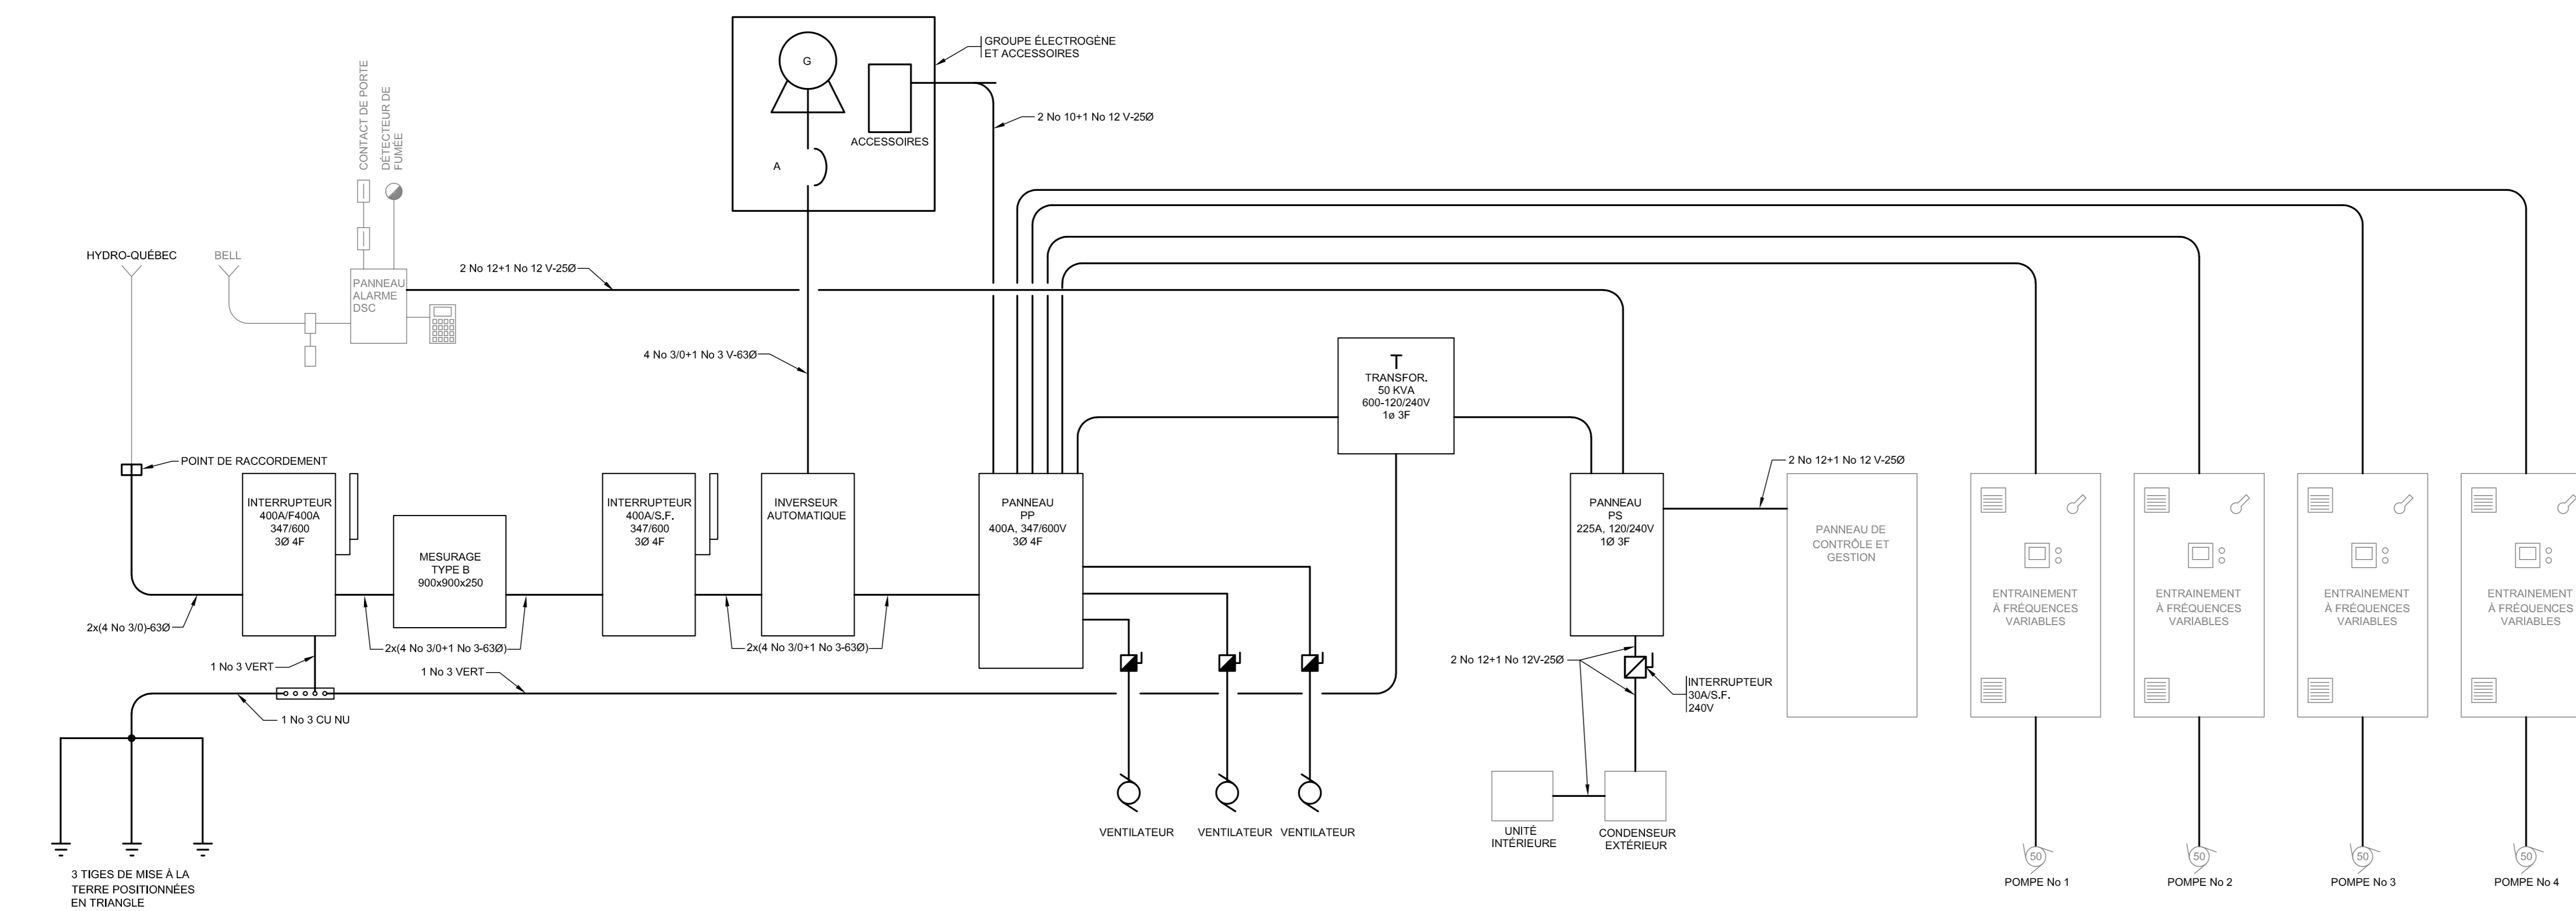 GROUPE ÉLECTROGÈNE
ET ACCESSOIRES
G
A
ACCESSOIRES
2 No 10+1 No 12 V-25Ø
CONTACT DE PORTE
DÉTECTEUR DE
FUMÉE
HYDRO-QUÉBEC
BELL
PANNEAU
ALARME
DSC
2 No 12+1 No 12 V-25Ø
4 No 3/0+1 No 3 V-63Ø
T
TRANSFOR.
50 KVA
600-120/240V
1ø 3F
POINT DE RACCORDEMENT
INTERRUPTEUR
400A/F400A
347/600
3Ø 4F
MESURAGE
TYPE B
900x900x250
INTERRUPTEUR
400A/S.F.
347/600
3Ø 4F
INVERSEUR
AUTOMATIQUE
PANNEAU
PP
400A, 347/600V
3Ø 4F
PANNEAU
PS
225A, 120/240V
1Ø 3F
2 No 12+1 No 12 V-25Ø
PANNEAU DE
CONTRÔLE ET
GESTION
ENTRAINEMENT
À FRÉQUENCES
VARIABLES
ENTRAINEMENT
À FRÉQUENCES
VARIABLES
ENTRAINEMENT
À FRÉQUENCES
VARIABLES
ENTRAINEMENT
À FRÉQUENCES
VARIABLES
2x(4 No 3/0)-63Ø
2x(4 No 3/0+1 No 3-63Ø)
2x(4 No 3/0+1 No 3-63Ø)
1 No 3 VERT
1 No 3 VERT
1 No 3 CU NU
2 No 12+1 No 12V-25Ø
INTERRUPTEUR
30A/S.F.
240V
VENTILATEUR
VENTILATEUR
VENTILATEUR
UNITÉ
INTÉRIEURE
CONDENSEUR
EXTÉRIEUR
50
POMPE No 1
50
POMPE No 2
50
POMPE No 3
50
POMPE No 4
3 TIGES DE MISE À LA
TERRE POSITIONNÉES
EN TRIANGLE